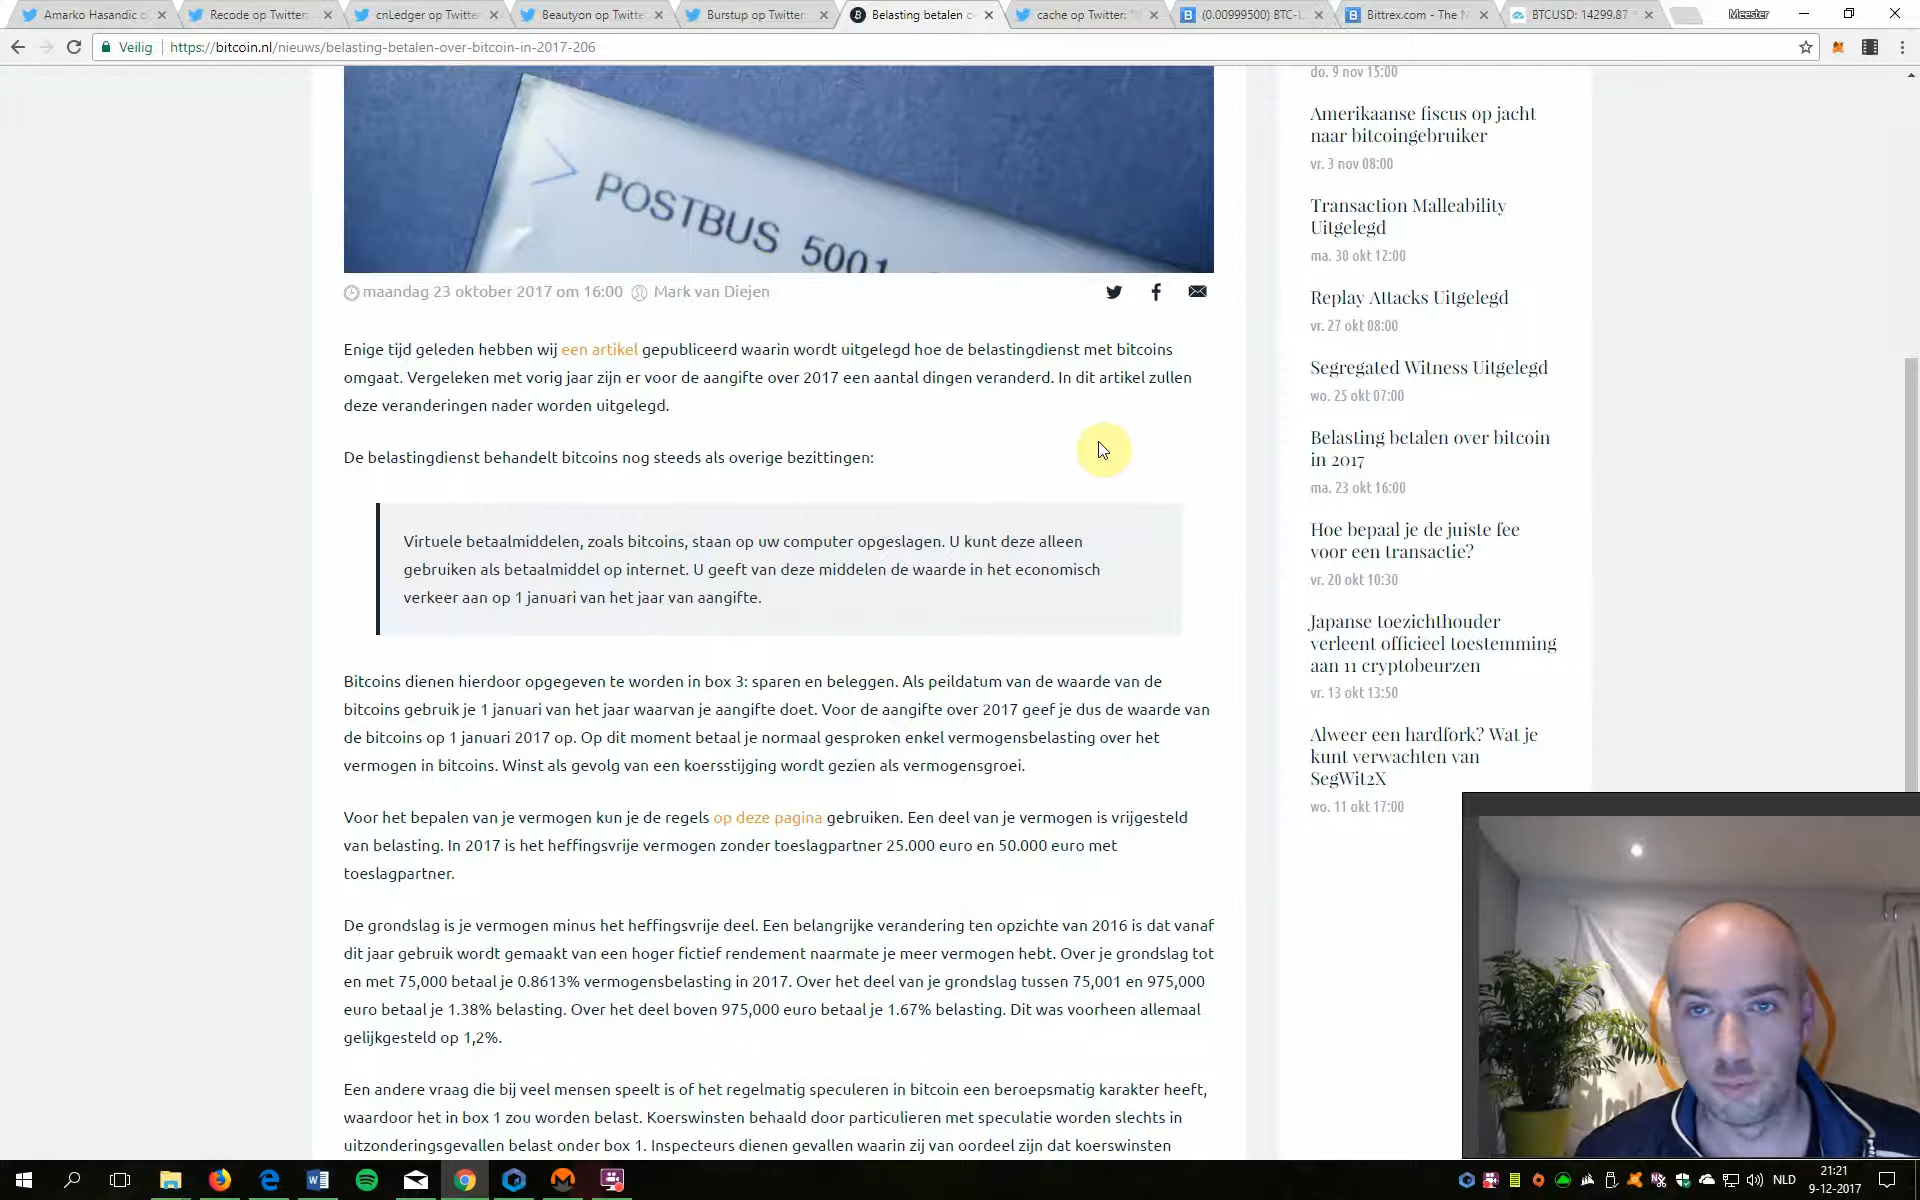 Amarko Hasandic
Recode op Twitter:
cnLedger op Twitte
Beautyon op Twitte
Burstup op Twitter:
Belasting betalen
cache op Twitter:
(0.00999500) BTC-
Bittrex.com - The N
BTCUSD: 14299.87
Meester
Veilig
https://bitcoin.nl/nieuws/belasting-betalen-over-bitcoin-in-2017-206
POSTBUS 5001
maandag 23 oktober 2017 om 16:00 Mark van Diejen
Enige tijd geleden hebben wij een artikel gepubliceerd waarin wordt uitgelegd hoe de belastingdienst met bitcoins
omgaat. Vergeleken met vorig jaar zijn er voor de aangifte over 2017 een aantal dingen veranderd. In dit artikel zullen
deze veranderingen nader worden uitgelegd.
De belastingdienst behandelt bitcoins nog steeds als overige bezittingen:
Virtuele betaalmiddelen, zoals bitcoins, staan op uw computer opgeslagen. U kunt deze alleen
gebruiken als betaalmiddel op internet. U geeft van deze middelen de waarde in het economisch
verkeer aan op 1 januari van het jaar van aangifte.
Bitcoins dienen hierdoor opgegeven te worden in box 3: sparen en beleggen. Als peildatum van de waarde van de
bitcoins gebruik je 1 januari van het jaar waarvan je aangifte doet. Voor de aangifte over 2017 geef je dus de waarde van
de bitcoins op 1 januari 2017 op. Op dit moment betaal je normaal gesproken enkel vermogensbelasting over het
vermogen in bitcoins. Winst als gevolg van een koersstijging wordt gezien als vermogensgroei.
Voor het bepalen van je vermogen kun je de regels op deze pagina gebruiken. Een deel van je vermogen is vrijgesteld
van belasting. In 2017 is het heffingsvrije vermogen zonder toeslagpartner 25.000 euro en 50.000 euro met
toeslagpartner.
De grondslag is je vermogen minus het heffingsvrije deel. Een belangrijke verandering ten opzichte van 2016 is dat vanaf
dit jaar gebruik wordt gemaakt van een hoger fictief rendement naarmate je meer vermogen hebt. Over je grondslag tot
en met 75,000 betaal je 0.8613% vermogensbelasting in 2017. Over het deel van je grondslag tussen 75,001 en 975,000
euro betaal je 1.38% belasting. Over het deel boven 975,000 euro betaal je 1.67% belasting. Dit was voorheen allemaal
gelijkgesteld op 1,2%.
Een andere vraag die bij veel mensen speelt is of het regelmatig speculeren in bitcoin een beroepsmatig karakter heeft,
waardoor het in box 1 zou worden belast. Koerswinsten behaald door particulieren met speculatie worden slechts in
uitzonderingsgevallen belast onder box 1. Inspecteurs dienen gevallen waarin zij van oordeel zijn dat koerswinsten
do. 9 nov 15:00
Amerikaanse fiscus op jacht
naar bitcoingebruiker
vr. 3 nov 08:00
Transaction Malleability
Uitgelegd
ma. 30 okt 12:00
Replay Attacks Uitgelegd
vr. 27 okt 08:00
Segregated Witness Uitgelegd
wo. 25 okt 07:00
Belasting betalen over bitcoin
in 2017
ma. 23 okt 16:00
Hoe bepaal je de juiste fee
voor een transactie?
vr. 20 okt 10:30
Japanse toezichthouder
verleent officieel toestemming
aan 11 cryptobeurzen
vr. 13 okt 13:50
Alweer een hardfork? Wat je
kunt verwachten van
SegWit2X
wo. 11 okt 17:00
NLD
21:21
9-12-2017